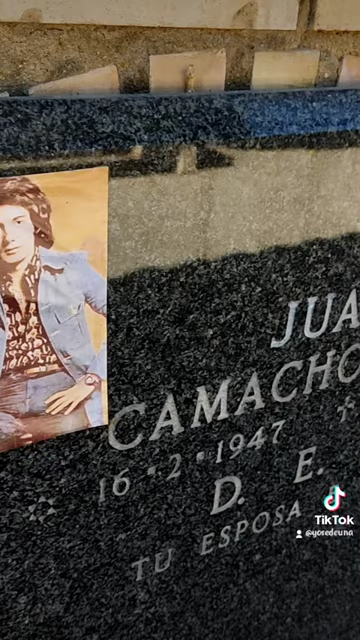 JUA
CAMACHO
16 • 2 • 1947
D. E.
TU ESPOSA
TikTok
@yosedeuna